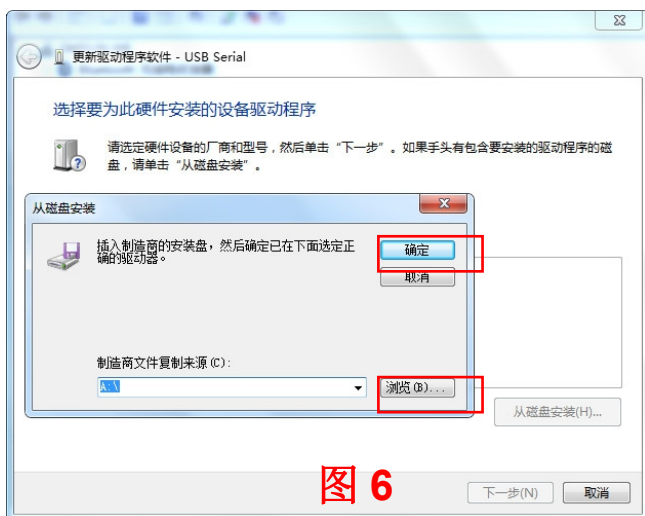 更新驱动程序软件 - USB Serial
选择要为此硬件安装的设备驱动程序
请选定硬件设备的厂商和型号，然后单击“下一步”。如果手头有包含要安装的驱动程序的磁
盘，请单击“从磁盘安装”。
从磁盘安装
插入制造商的安装盘，然后确定已在下面选定正
确的驱动器。
确定
取消
制造商文件复制来源(C):
A:\
浏览(B)...
从磁盘安装(H)...
图 6
下一步(N)
取消